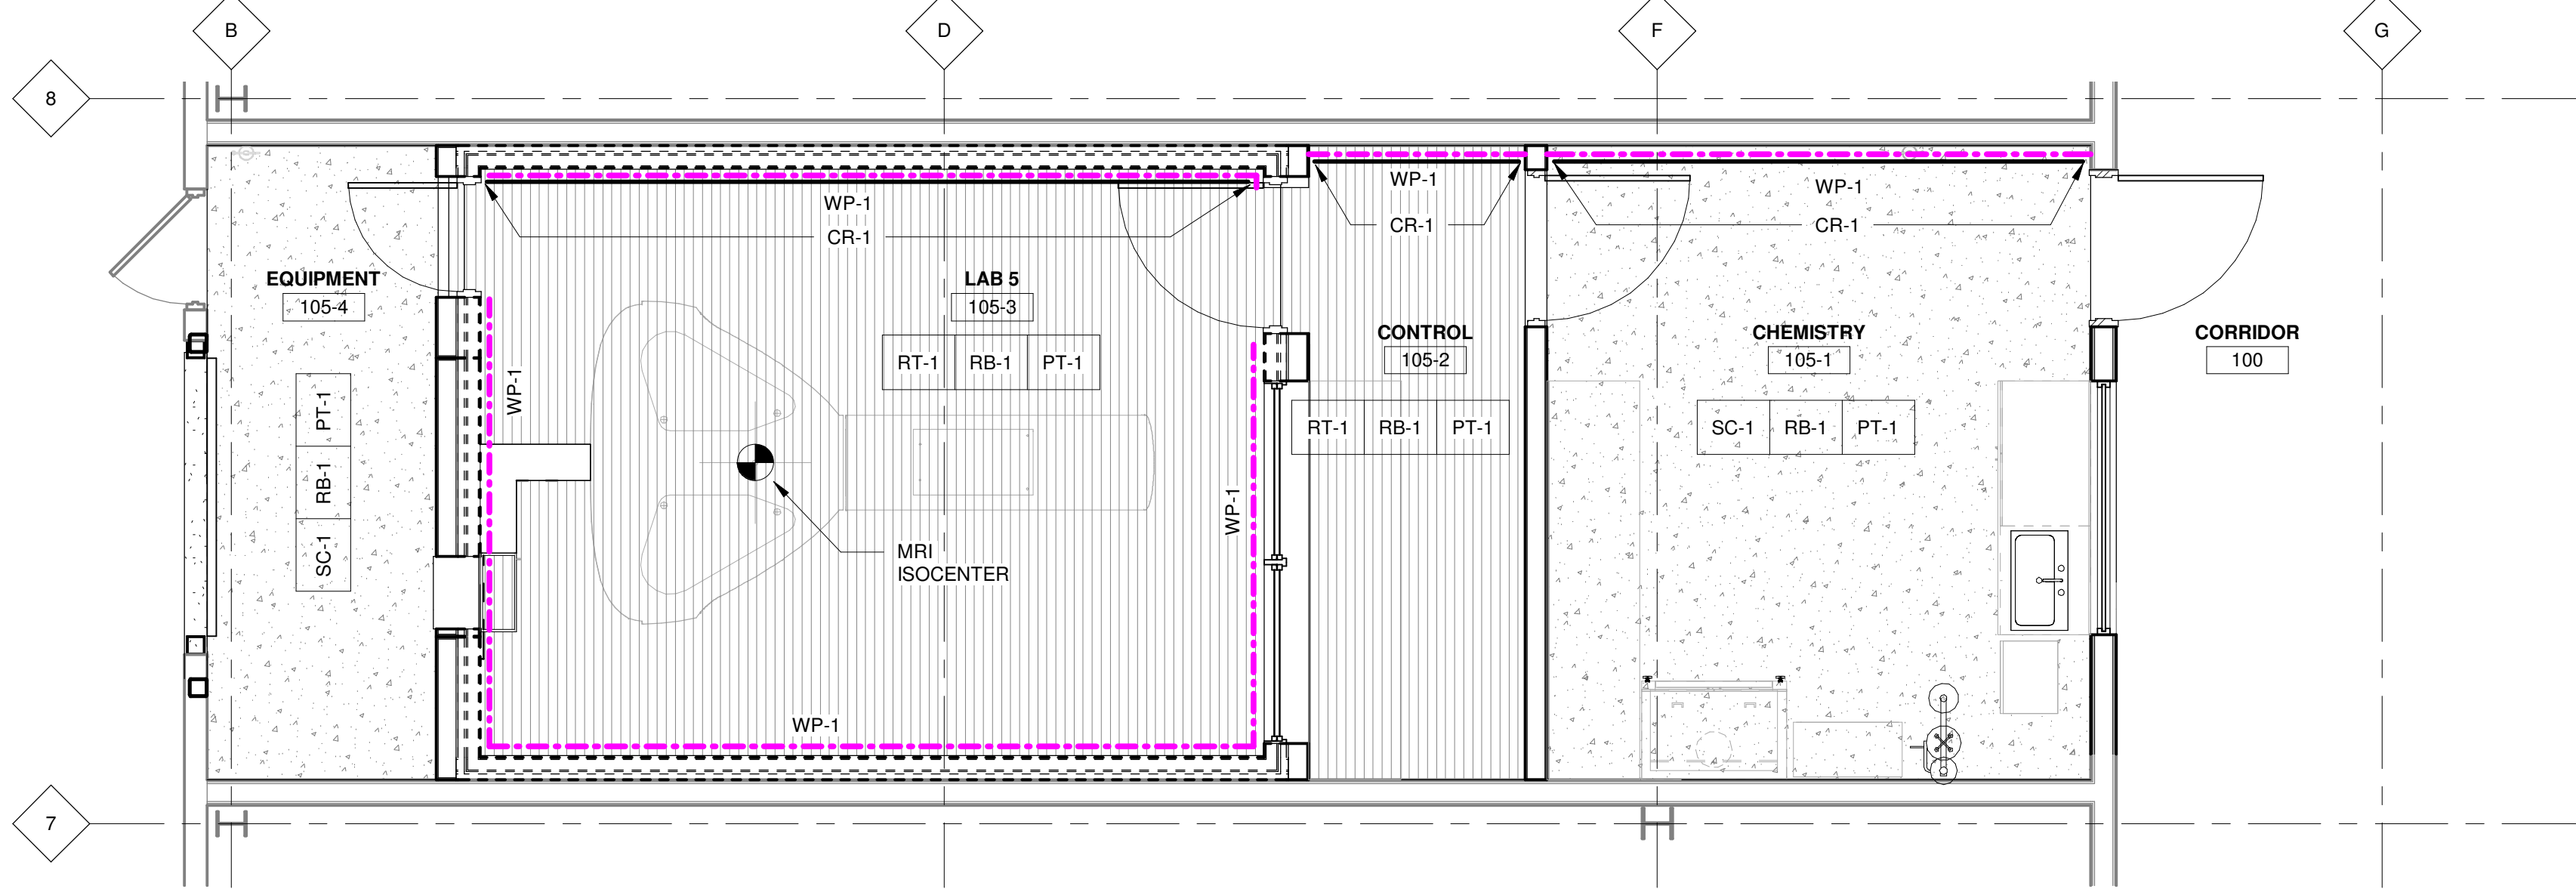 B
D
F
G
8
WP-1
WP-1
WP-1
CR-1
CR-1
CR-1
EQUIPMENT
105-4
LAB 5
105-3
CONTROL
105-2
CHEMISTRY
105-1
CORRIDOR
100
RT-1 RB-1 PT-1
RT-1 RB-1 PT-1
SC-1 RB-1 PT-1
SC-1 RB-1 PT-1
WP-1
WP-1
MRI
ISOCENTER
WP-1
7